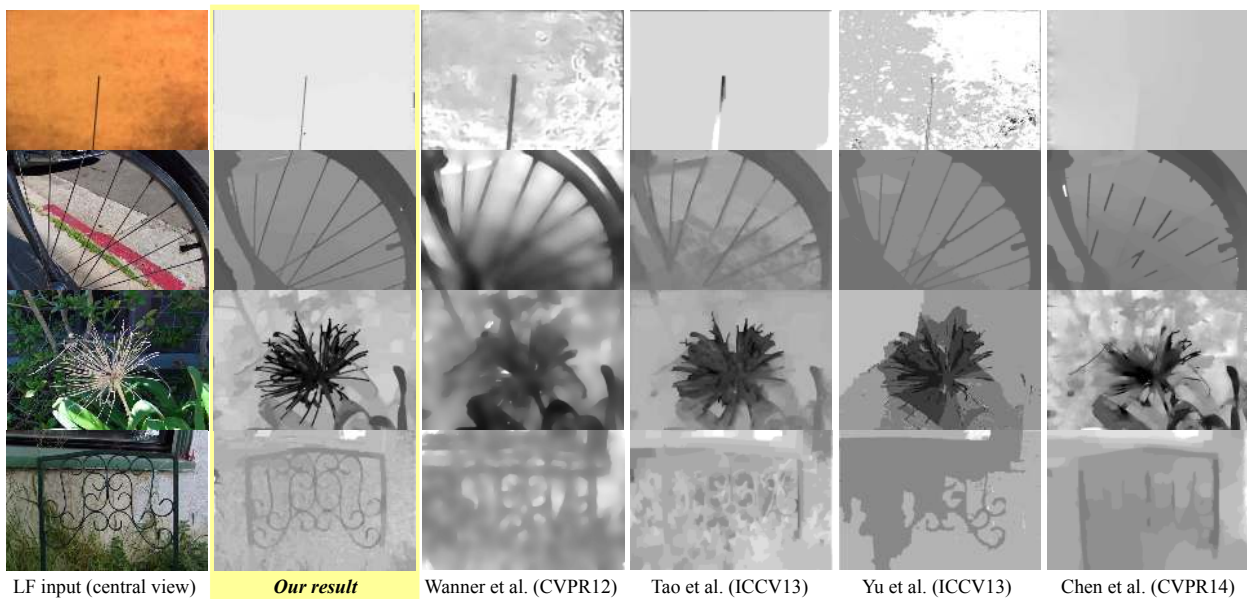 LF input (central view)
Our result
Wanner et al. (CVPR12)
Tao et al. (ICCV13)
Yu et al. (ICCV13)
Chen et al. (CVPR14)